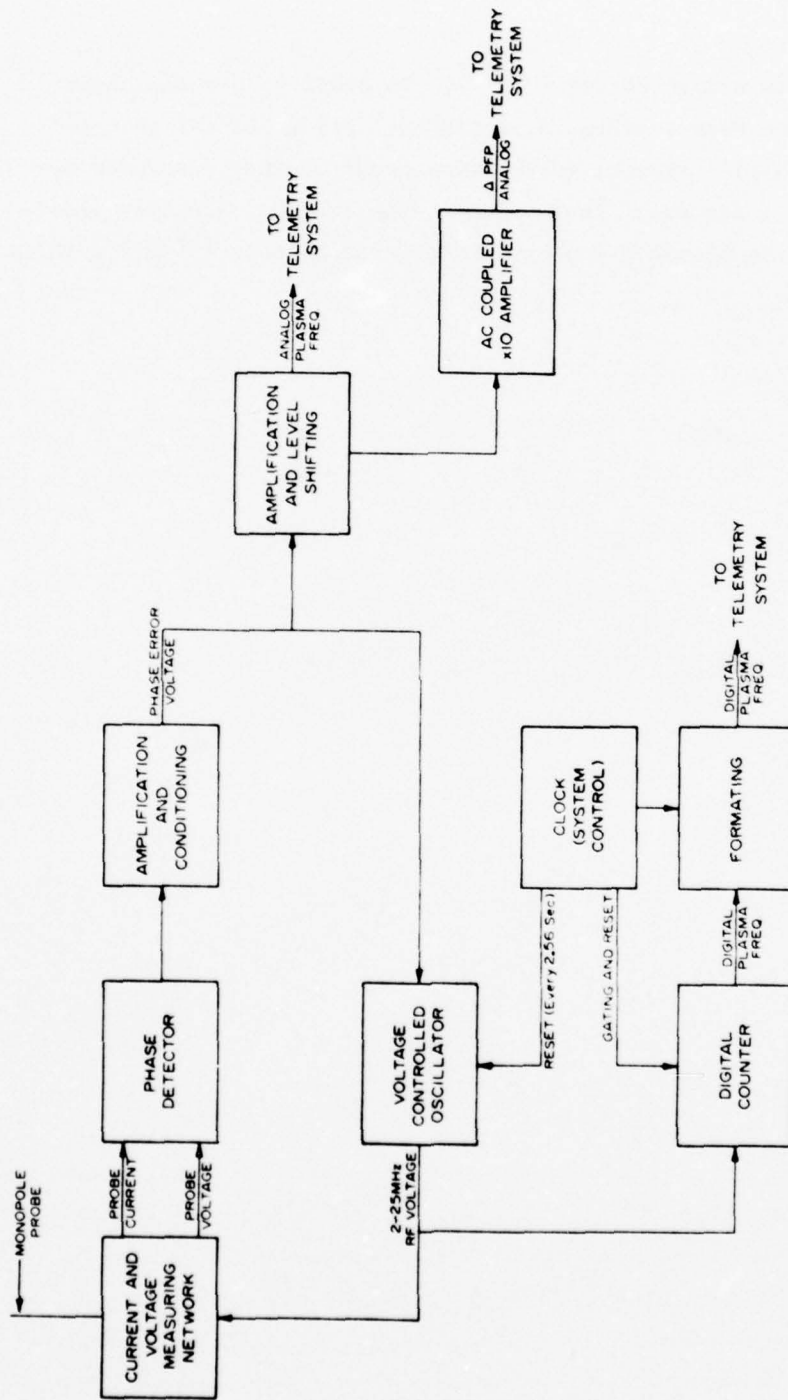 MONOPOLE
PROBE
CURRENT AND
VOLTAGE
MEASURING
NETWORK
PROBE
CURRENT
PROBE
VOLTAGE
PHASE
DETECTOR
AMPLIFICATION
AND
CONDITIONING
PHASE ERROR
VOLTAGE
AMPLIFICATION
AND LEVEL
SHIFTING
ANALOG
PLASMA
FREQ
TO
TELEMETRY
SYSTEM
AC COUPLED
x10 AMPLIFIER
Δ PFP
ANALOG
TO
TELEMETRY
SYSTEM
VOLTAGE
CONTROLLED
OSCILLATOR
2-25MHz
RF VOLTAGE
RESET (Every 2.56 Sec)
GATING AND RESET
CLOCK
(SYSTEM
CONTROL)
DIGITAL
COUNTER
DIGITAL
PLASMA
FREQ
FORMATING
DIGITAL
PLASMA
FREQ
TO
TELEMETRY
SYSTEM